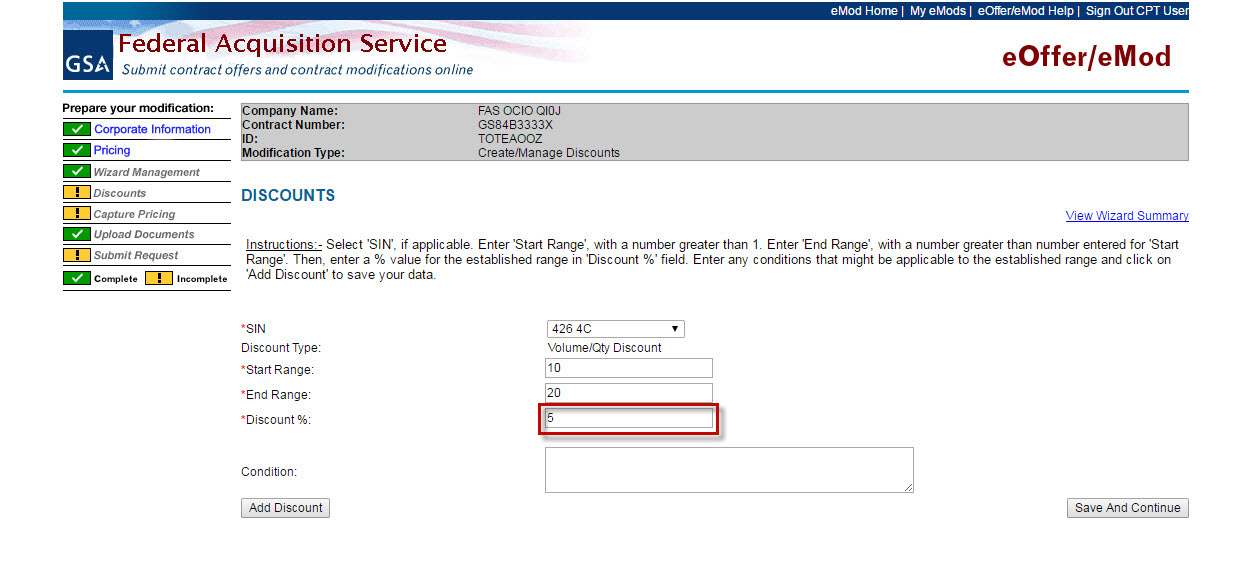 eMod Home | My eMods | eOffer/eMod Help | Sign Out CPT User
GSA
Federal Acquisition Service
Submit contract offers and contract modifications online
eOffer/eMod
Prepare your modification:
Corporate Information
Pricing
Wizard Management
! Discounts
! Capture Pricing
Upload Documents
! Submit Request
Complete ! Incomplete
Company Name: FAS OCIO QI0J
Contract Number: GS84B3333X
ID: TOTEAOOZ
Modification Type: Create/Manage Discounts
DISCOUNTS
View Wizard Summary
Instructions:- Select 'SIN', if applicable. Enter 'Start Range', with a number greater than 1. Enter 'End Range', with a number greater than number entered for 'Start
Range'. Then, enter a % value for the established range in 'Discount %' field. Enter any conditions that might be applicable to the established range and click on
'Add Discount' to save your data.
*SIN 426 4C
Discount Type: Volume/Qty Discount
*Start Range: 10
*End Range: 20
*Discount %: 5
Condition:
Add Discount Save And Continue